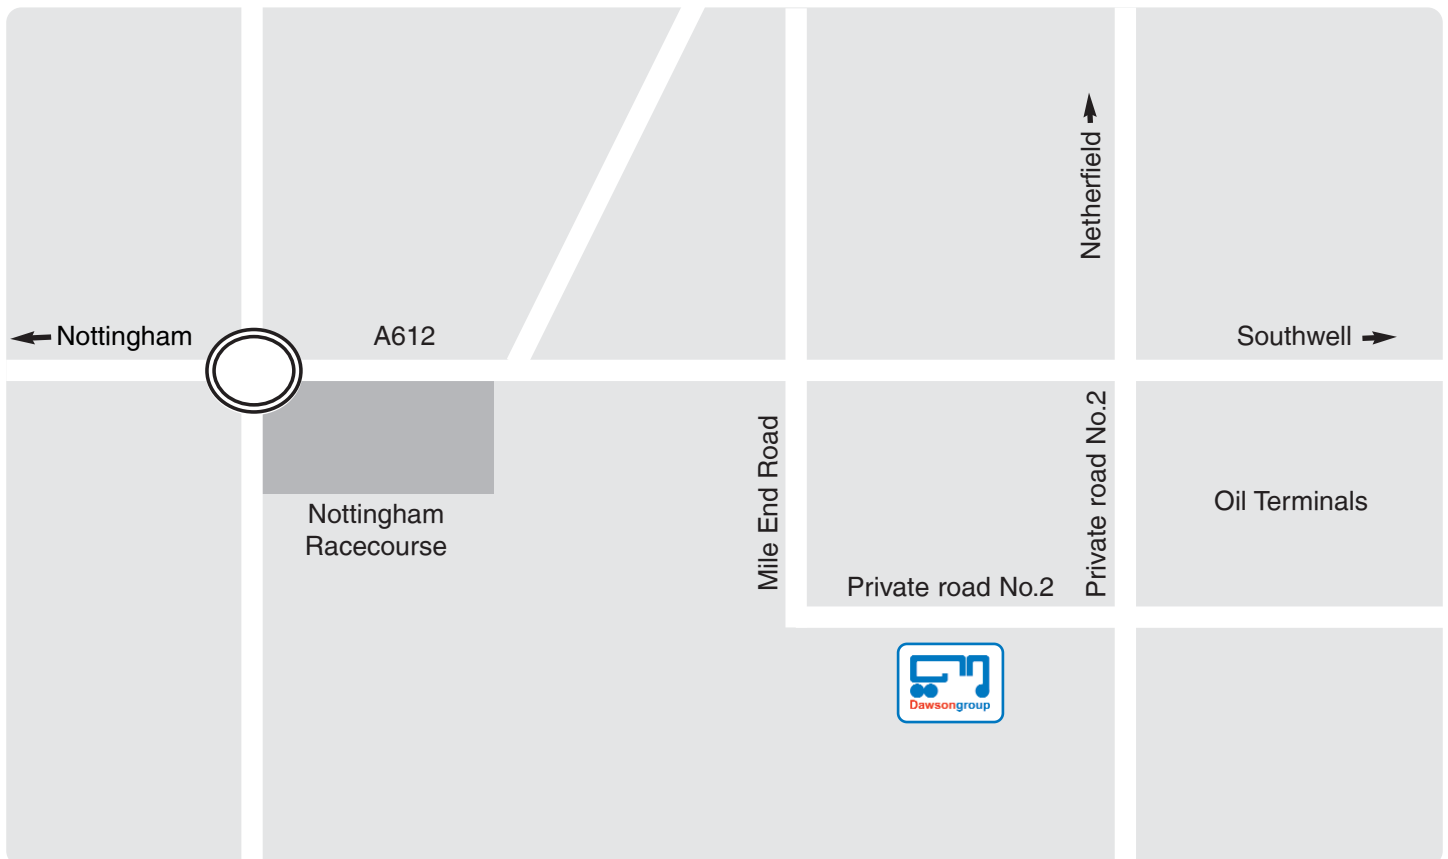 Netherfield
Nottingham
A612
Southwell
Nottingham
Racecourse
Mile End Road
Private road No.2
Private road No.2
Oil Terminals
Dawsongroup